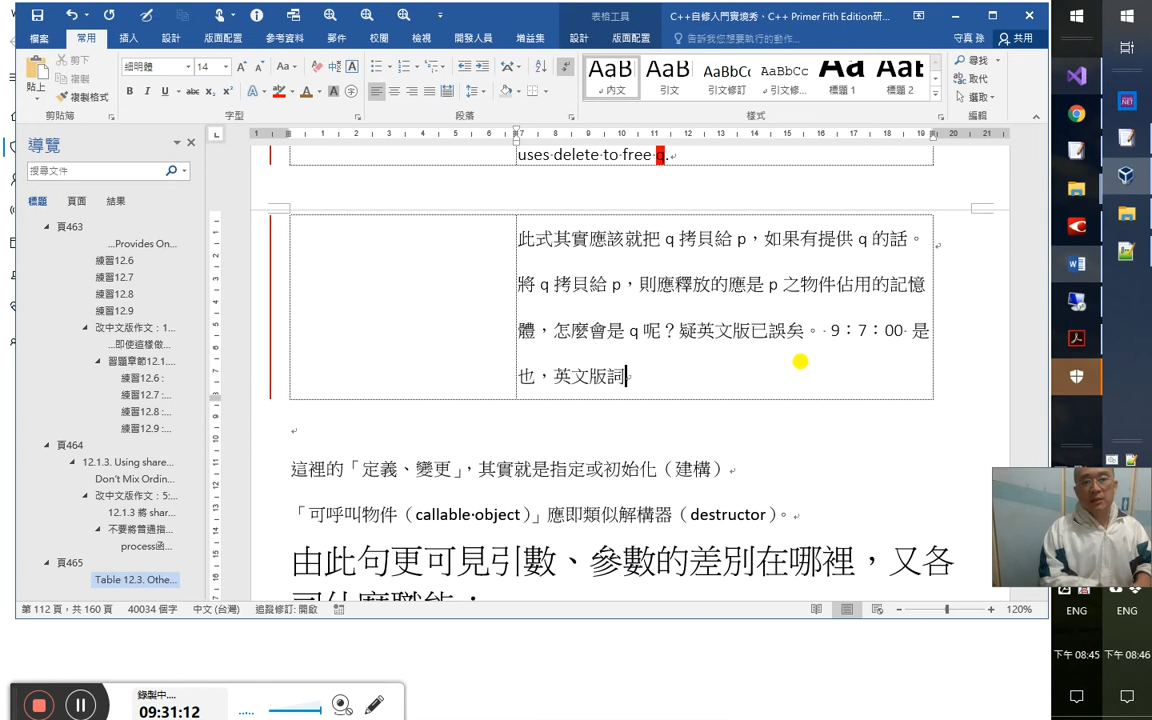 表格工具
C++自修入門實境秀、C++ Primer Fith Edition研...
檔案 常用 插入 設計 版面配置 參考資料 郵件 校閱 檢視 開發人員 增益集 設計 版面配置 告訴我您想要執行的動作... 守真 孫 共用
貼上
剪下
複製
複製格式
細明體 14
AaB AaB AaBbCc AaBbCcD Aa Aat
內文 引文 引文修訂 引文修... 標題 1 標題 2
尋找
取代
選取
剪貼簿 字型 段落 樣式 編輯
導覽
搜尋文件
標題 頁面 結果
頁463
...Provides On...
練習12.6
練習12.7
練習12.8
練習12.9
改中文版作文：1...
...即使這樣做...
習題章節12.1....
練習12.6 :
練習12.7 :...
練習12.8 :...
練習12.9 :...
頁464
12.1.3. Using share...
Don't Mix Ordin...
改中文版作文：5:...
12.1.3 將 shar...
不要將普通指...
process函...
頁465
Table 12.3. Othe...
uses delete to free q.
此式其實應該就把 q 拷貝給 p，如果有提供 q 的話。
將 q 拷貝給 p，則應釋放的應是 p 之物件佔用的記憶
體，怎麼會是 q 呢？疑英文版已誤矣。 9：7：00 是
也，英文版詞
這裡的「定義、變更」，其實就是指定或初始化（建構）
「可呼叫物件（callable object）」應即類似解構器（destructor）。
由此句更可見引數、參數的差別在哪裡，又各
第 112 頁，共 160 頁 40034 個字 中文 (台灣) 追蹤修訂: 開啟 120%
ENG ENG
下午 08:45 下午 08:46
錄製中....
09:31:12